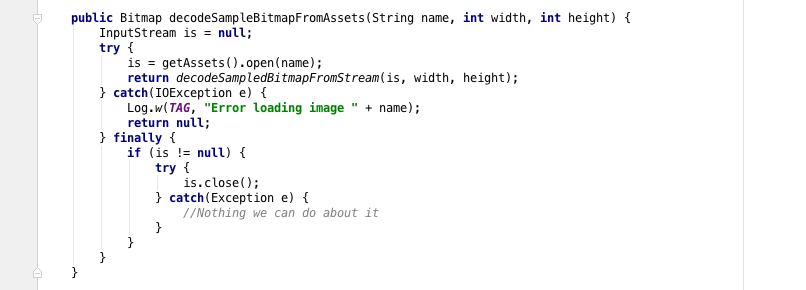 public Bitmap decodeSampleBitmapFromAssets(String name, int width, int height) {
    InputStream is = null;
    try {
        is = getAssets().open(name);
        return decodeSampledBitmapFromStream(is, width, height);
    } catch(IOException e) {
        Log.w(TAG, "Error loading image " + name);
        return null;
    } finally {
        if (is != null) {
            try {
                is.close();
            } catch(Exception e) {
                //Nothing we can do about it
            }
        }
    }
}